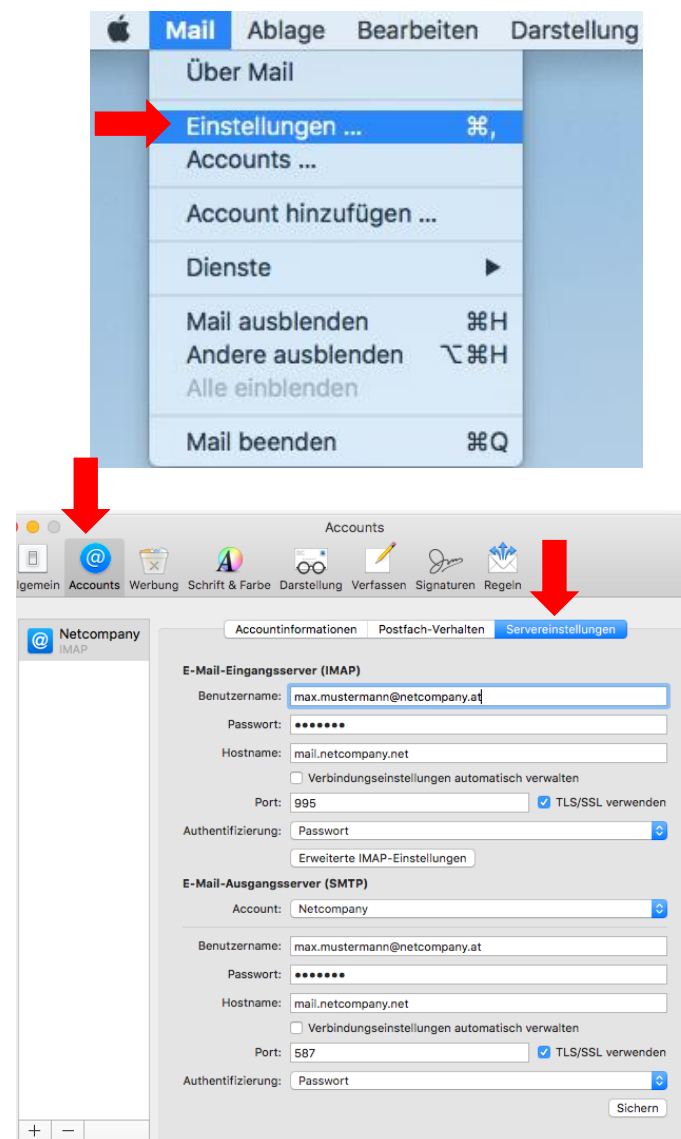 Mail Ablage Bearbeiten Darstellung
Über Mail
Einstellungen ... ⌘,
Accounts ...
Account hinzufügen ...
Dienste ▶
Mail ausblenden ⌘H
Andere ausblenden ⌥⌘H
Alle einblenden
Mail beenden ⌘Q
Accounts
lgemein Accounts Werbung Schrift & Farbe Darstellung Verfassen Signaturen Regeln
Netcompany
IMAP
Accountinformationen Postfach-Verhalten Servereinstellungen
E-Mail-Eingangsserver (IMAP)
Benutzername: max.mustermann@netcompany.at
Passwort: •••••••
Hostname: mail.netcompany.net
Verbindungseinstellungen automatisch verwalten
Port: 995 TLS/SSL verwenden
Authentifizierung: Passwort
Erweiterte IMAP-Einstellungen
E-Mail-Ausgangsserver (SMTP)
Account: Netcompany
Benutzername: max.mustermann@netcompany.at
Passwort: •••••••
Hostname: mail.netcompany.net
Verbindungseinstellungen automatisch verwalten
Port: 587 TLS/SSL verwenden
Authentifizierung: Passwort
Sichern
+ −